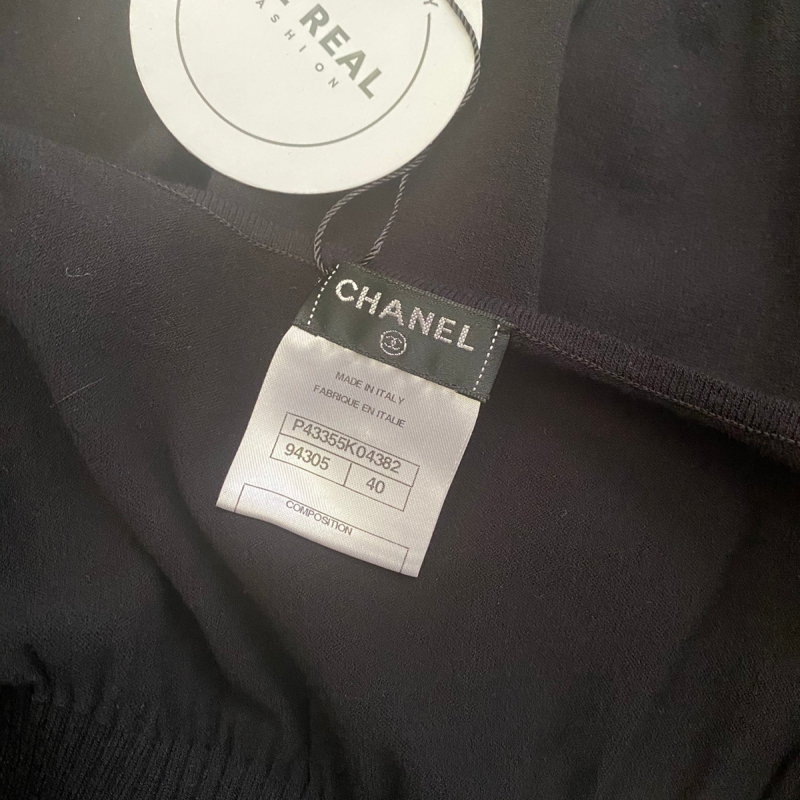 REAL
FASHION
CHANEL
MADE IN ITALY
FABRIQUE EN ITALIE
P43355K04382
94305 40
COMPOSITION